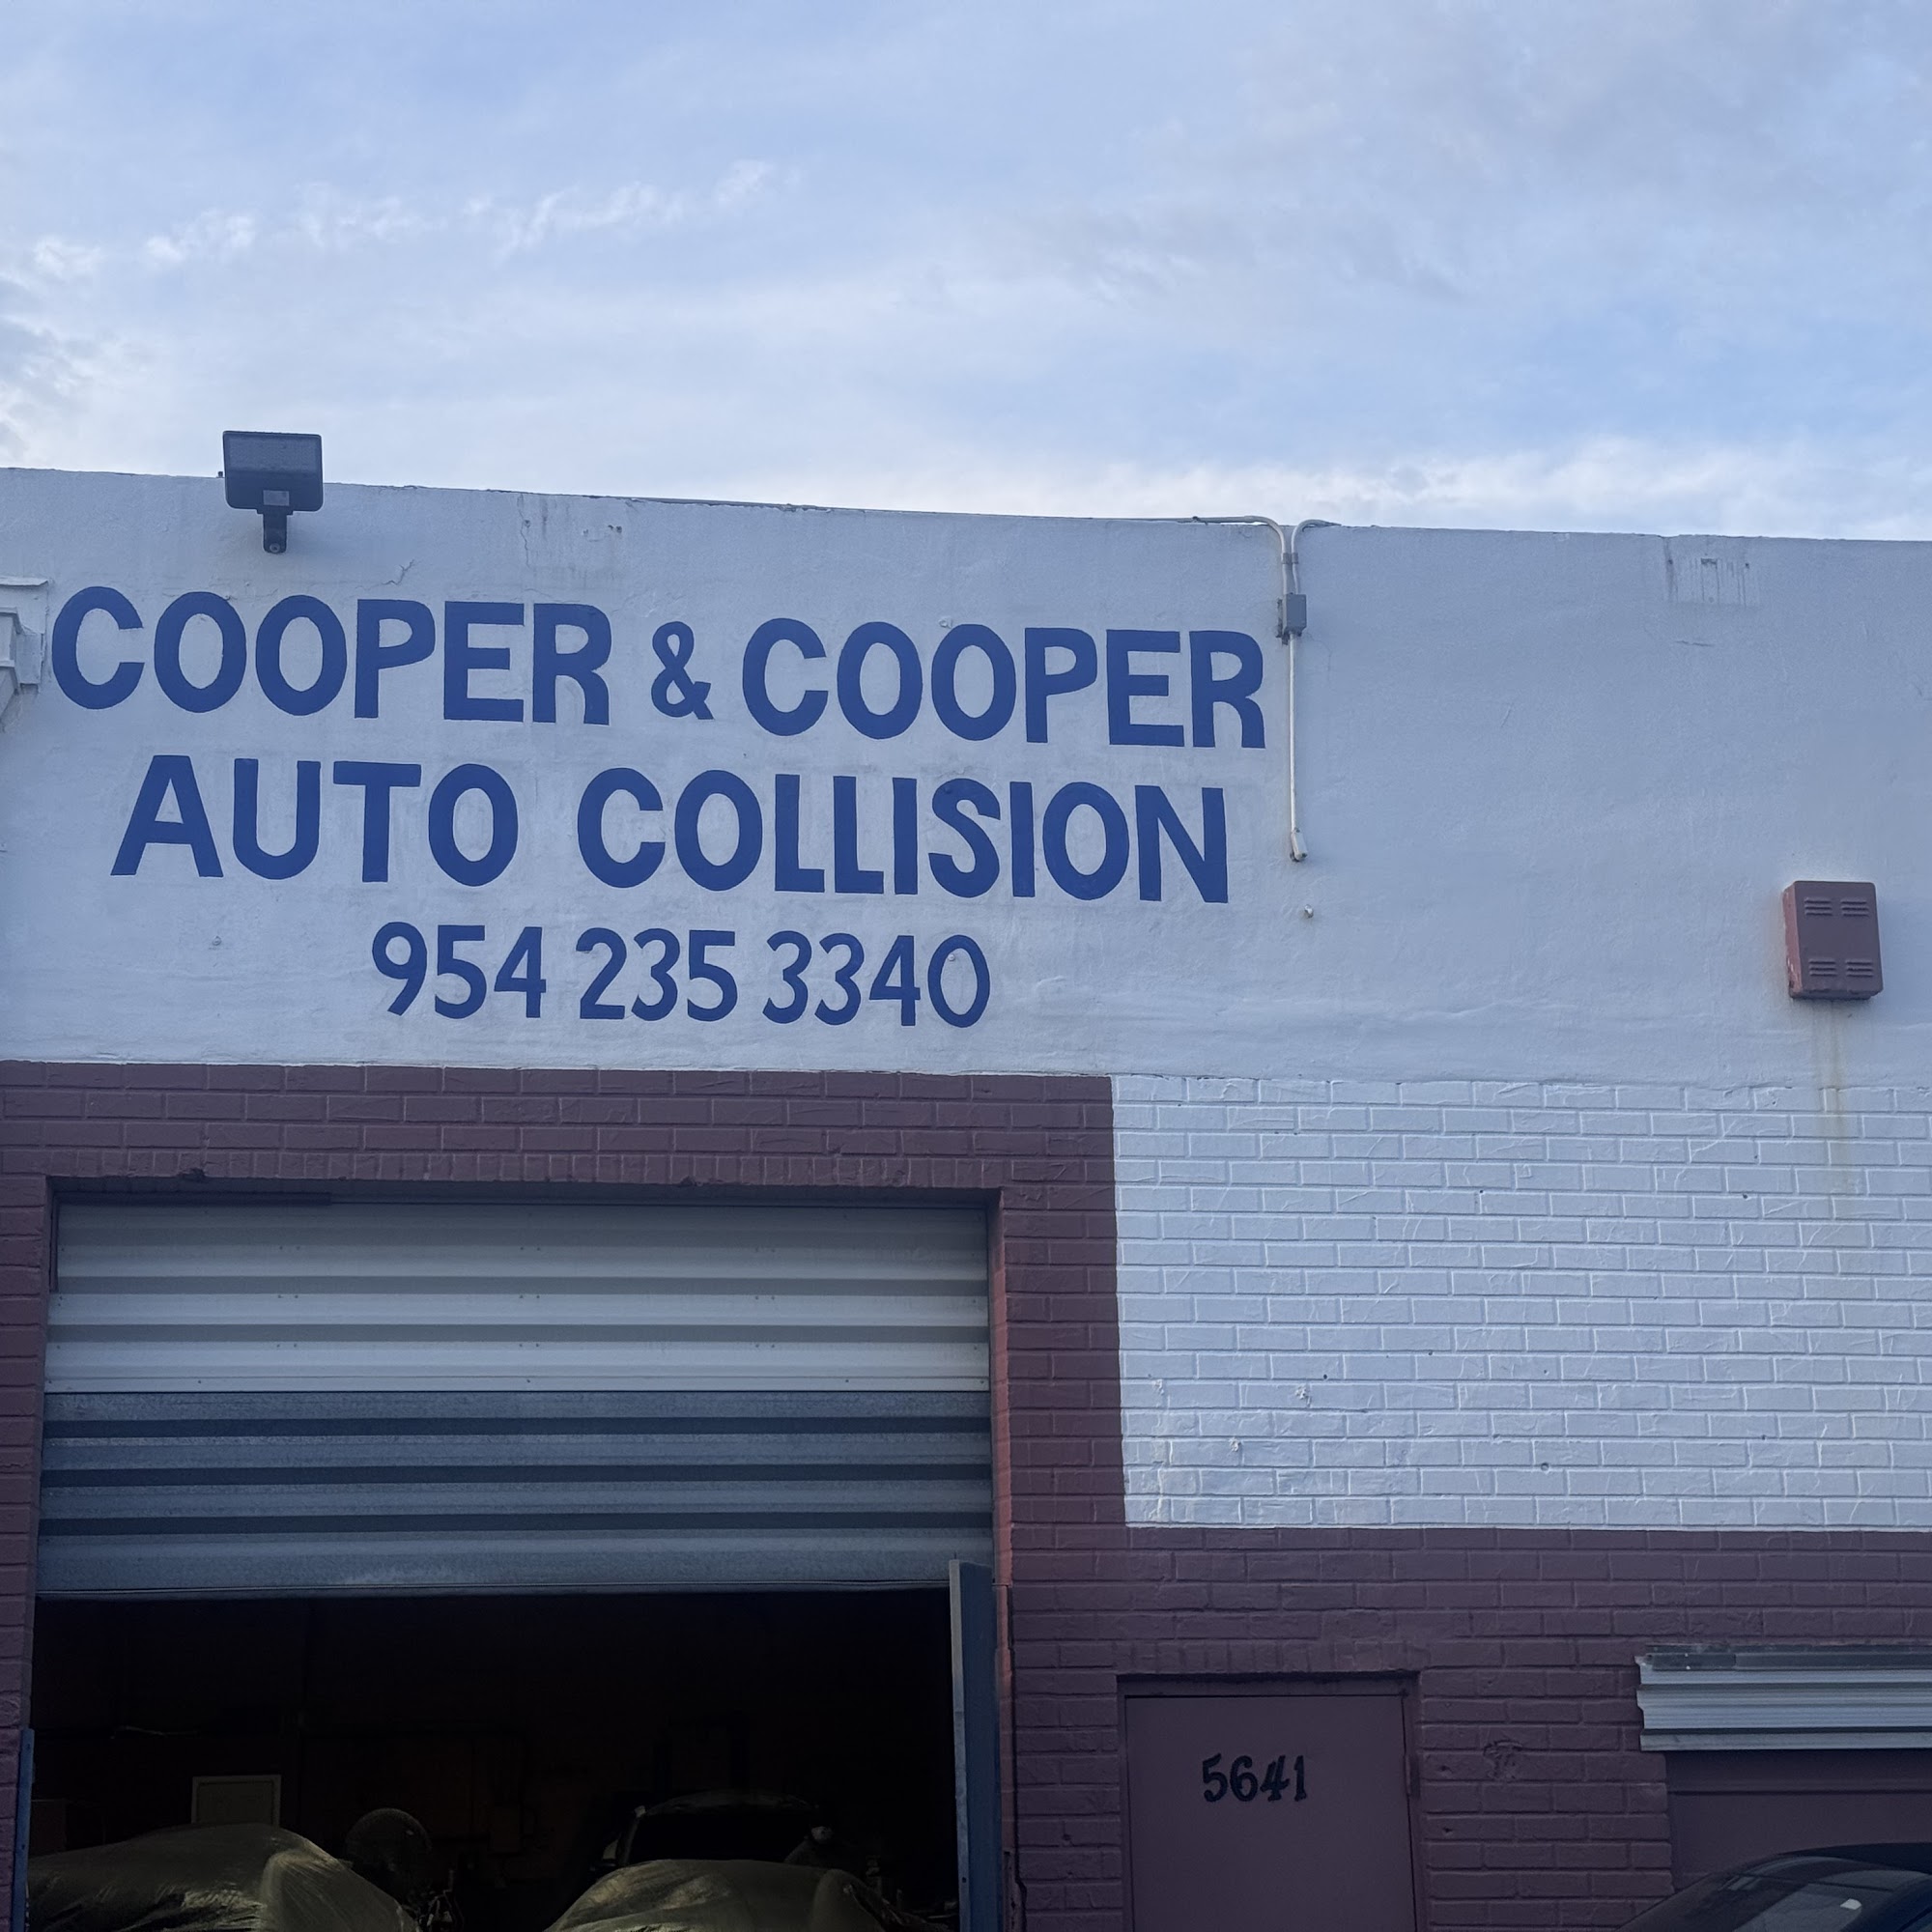 COOPER & COOPER
AUTO COLLISION
954 235 3340
5641